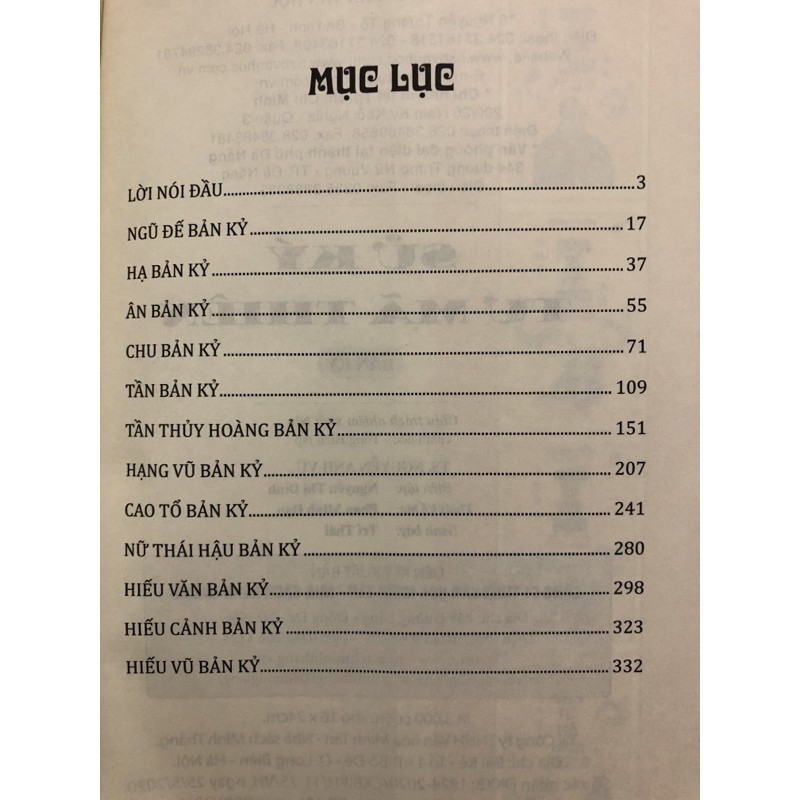 MỤC LỤC
LỜI NÓI ĐẦU....................3
NGŨ ĐẾ BẢN KỶ....................17
HẠ BẢN KỶ....................37
ÂN BẢN KỶ....................55
CHU BẢN KỶ....................71
TẦN BẢN KỶ....................109
TẦN THỦY HOÀNG BẢN KỶ....................151
HẠNG VŨ BẢN KỶ....................207
CAO TỔ BẢN KỶ....................241
NỮ THÁI HẬU BẢN KỶ....................280
HIẾU VĂN BẢN KỶ....................298
HIẾU CẢNH BẢN KỶ....................323
HIẾU VŨ BẢN KỶ....................332